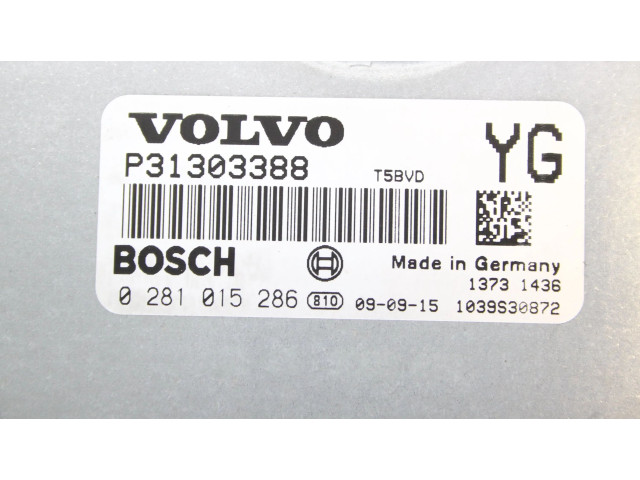 VOLVO
P31303388 T5BVD YG
BOSCH Made in Germany
1373 1436
0 281 015 286 810 09-09-15 1039S30872